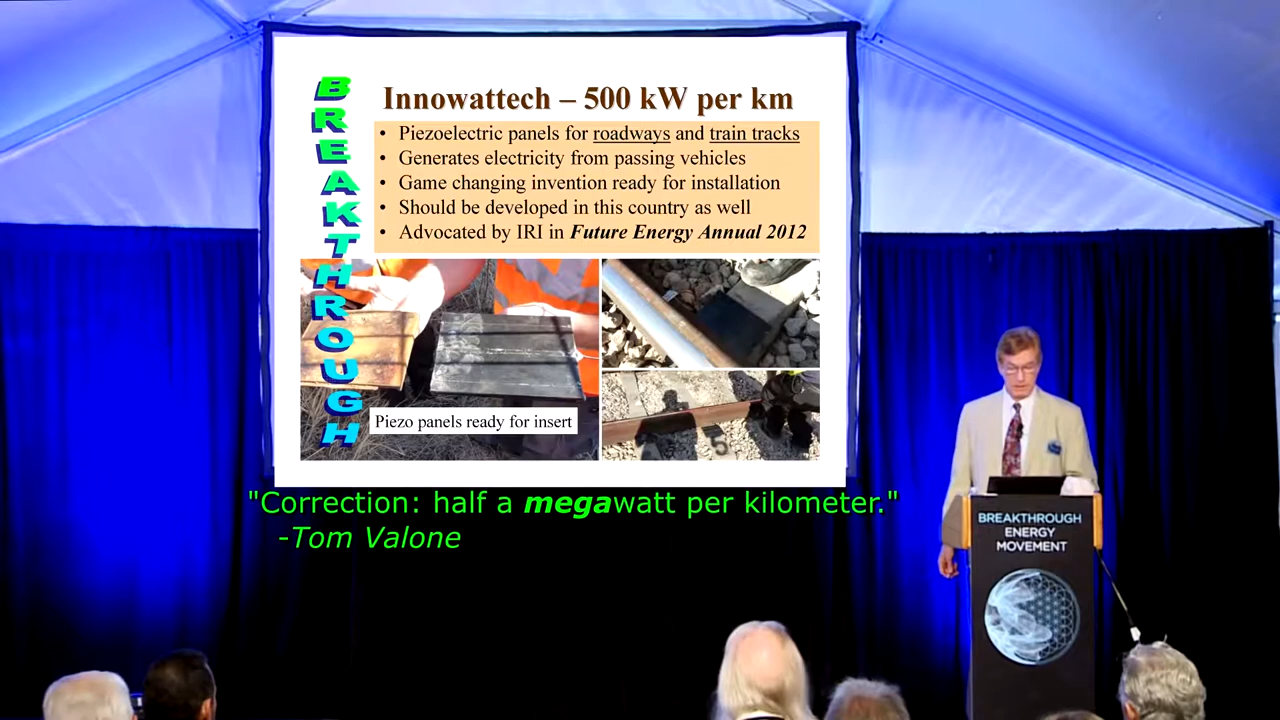 BREAKTHROUGH
Innowattech – 500 kW per km
• Piezoelectric panels for roadways and train tracks
• Generates electricity from passing vehicles
• Game changing invention ready for installation
• Should be developed in this country as well
• Advocated by IRI in Future Energy Annual 2012
Piezo panels ready for insert
"Correction: half a megawatt per kilometer."
-Tom Valone
BREAKTHROUGH
ENERGY
MOVEMENT